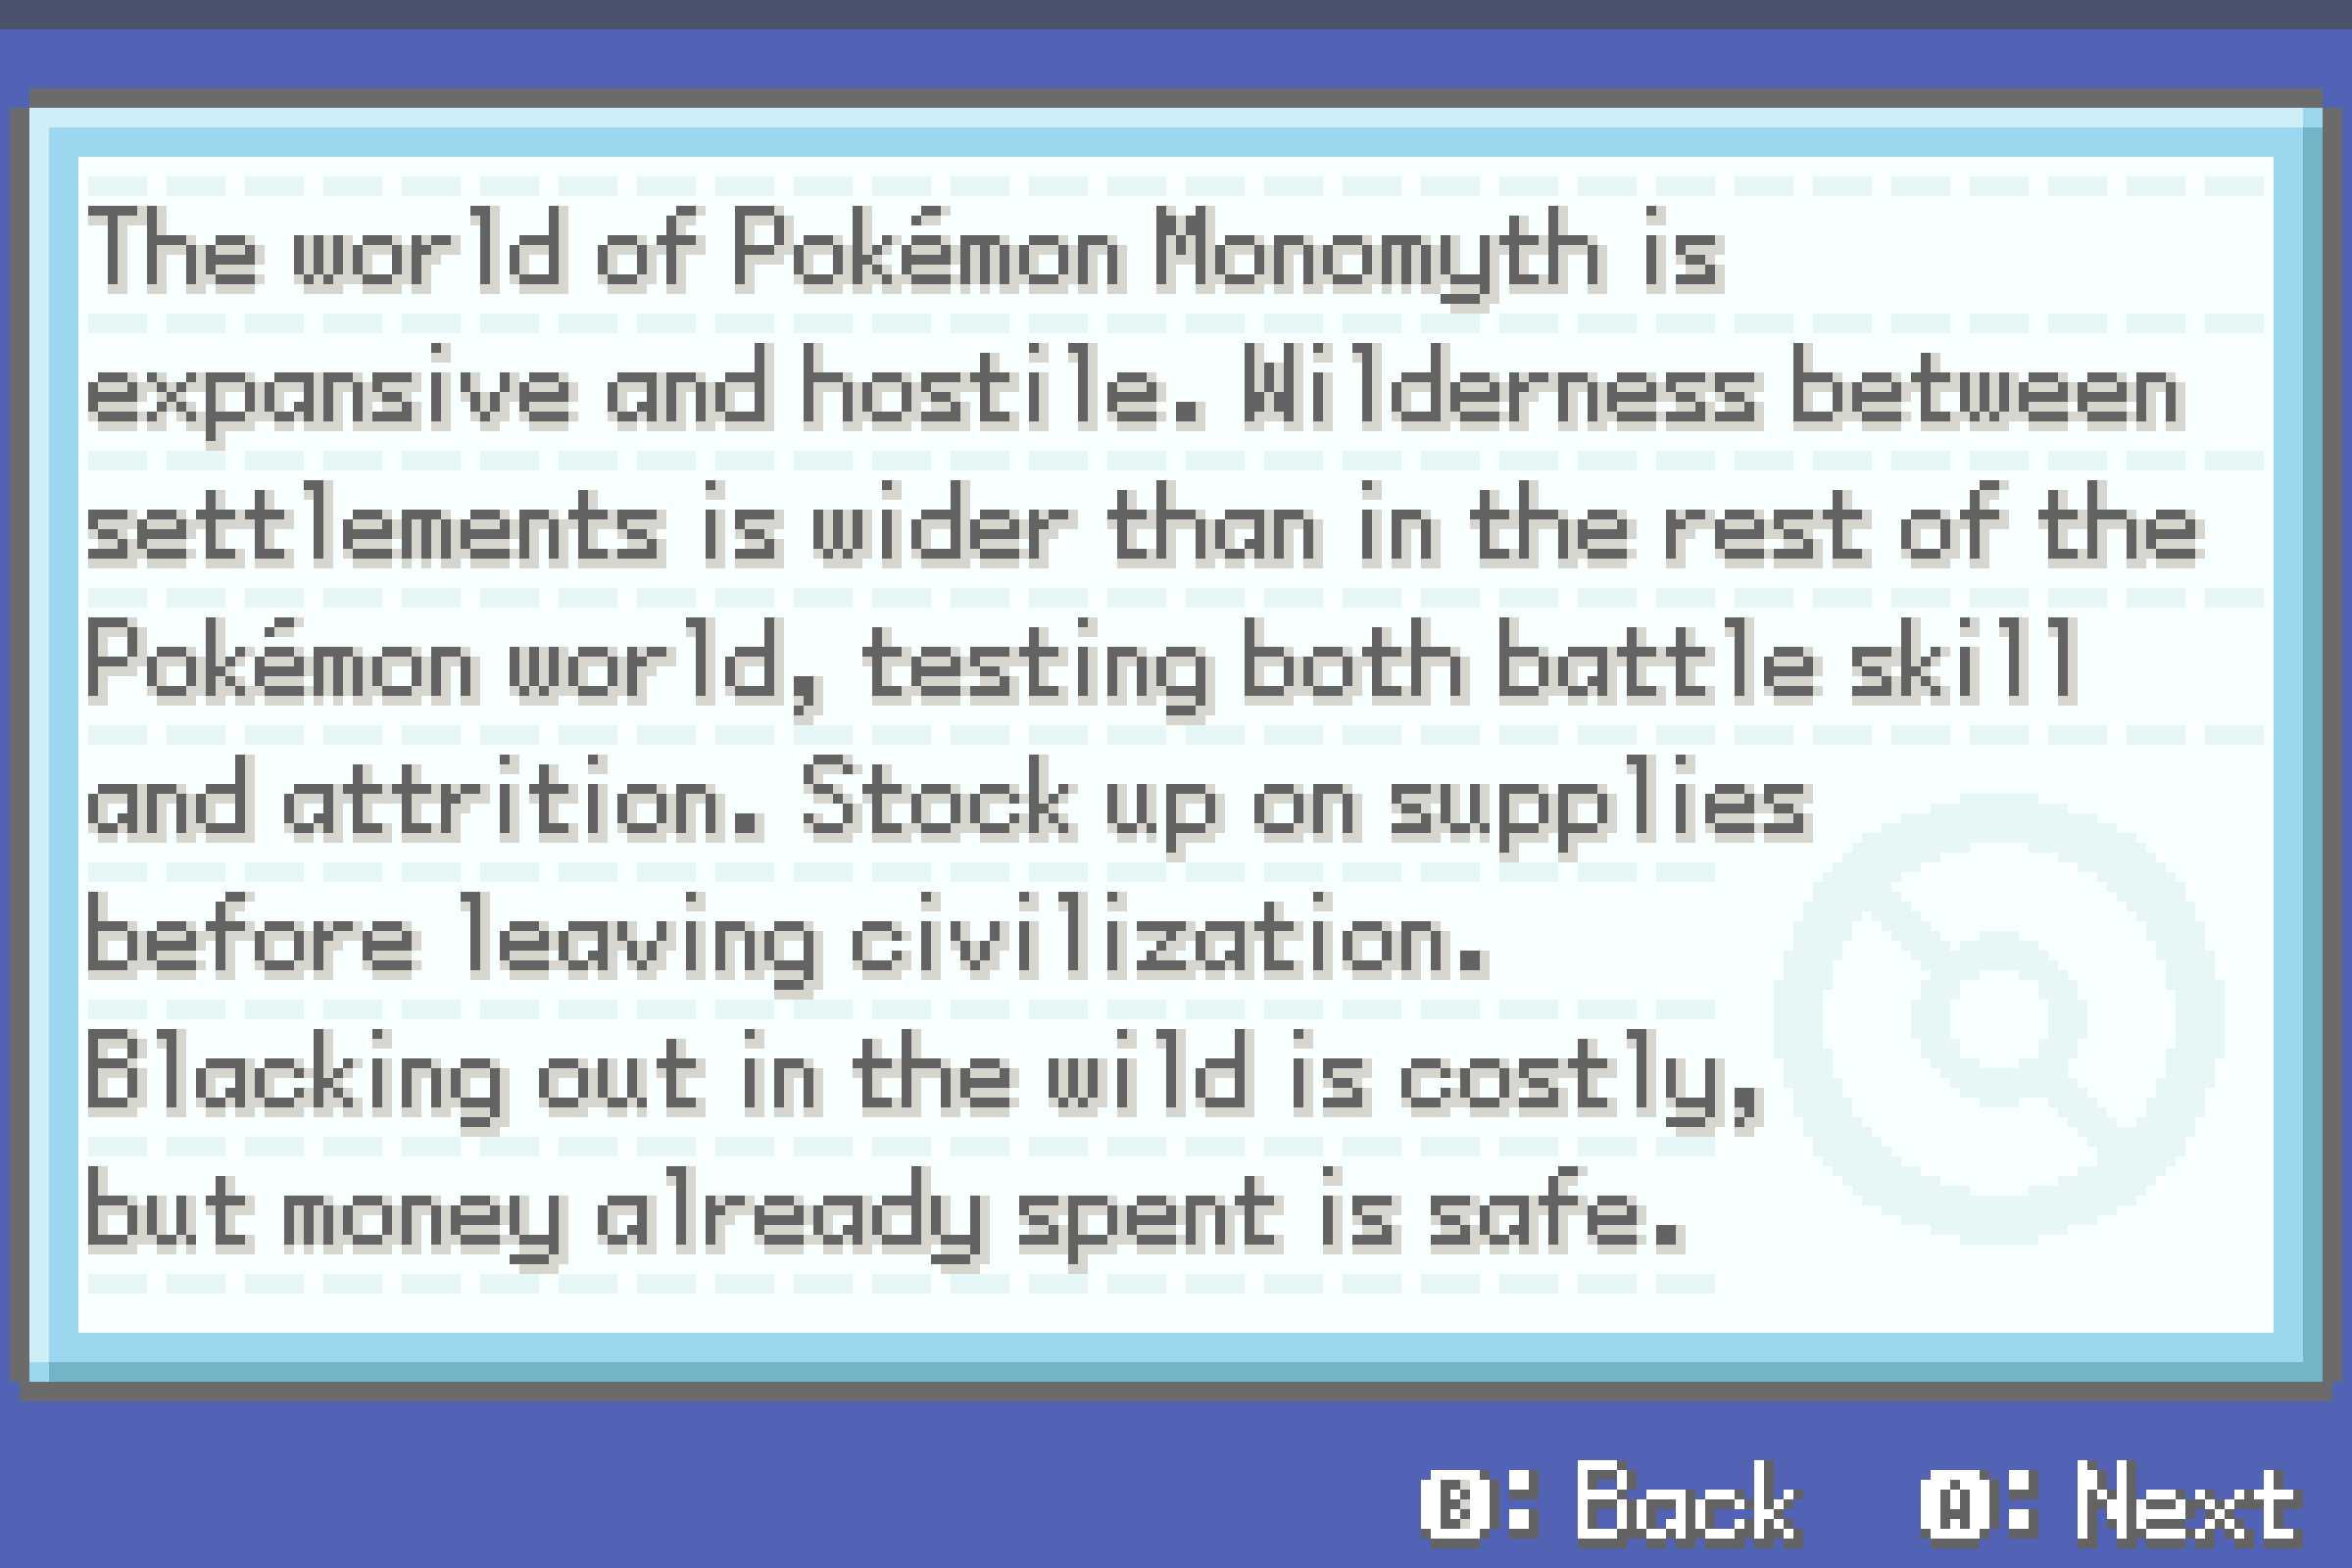 The world of Pokémon Monomyth is
expansive and hostile. Wilderness between
settlements is wider than in the rest of the
Pokémon world, testing both battle skill
and attrition. Stock up on supplies
before leaving civilization.
Blacking out in the wild is costly,
but money already spent is safe.
B: Back A: Next